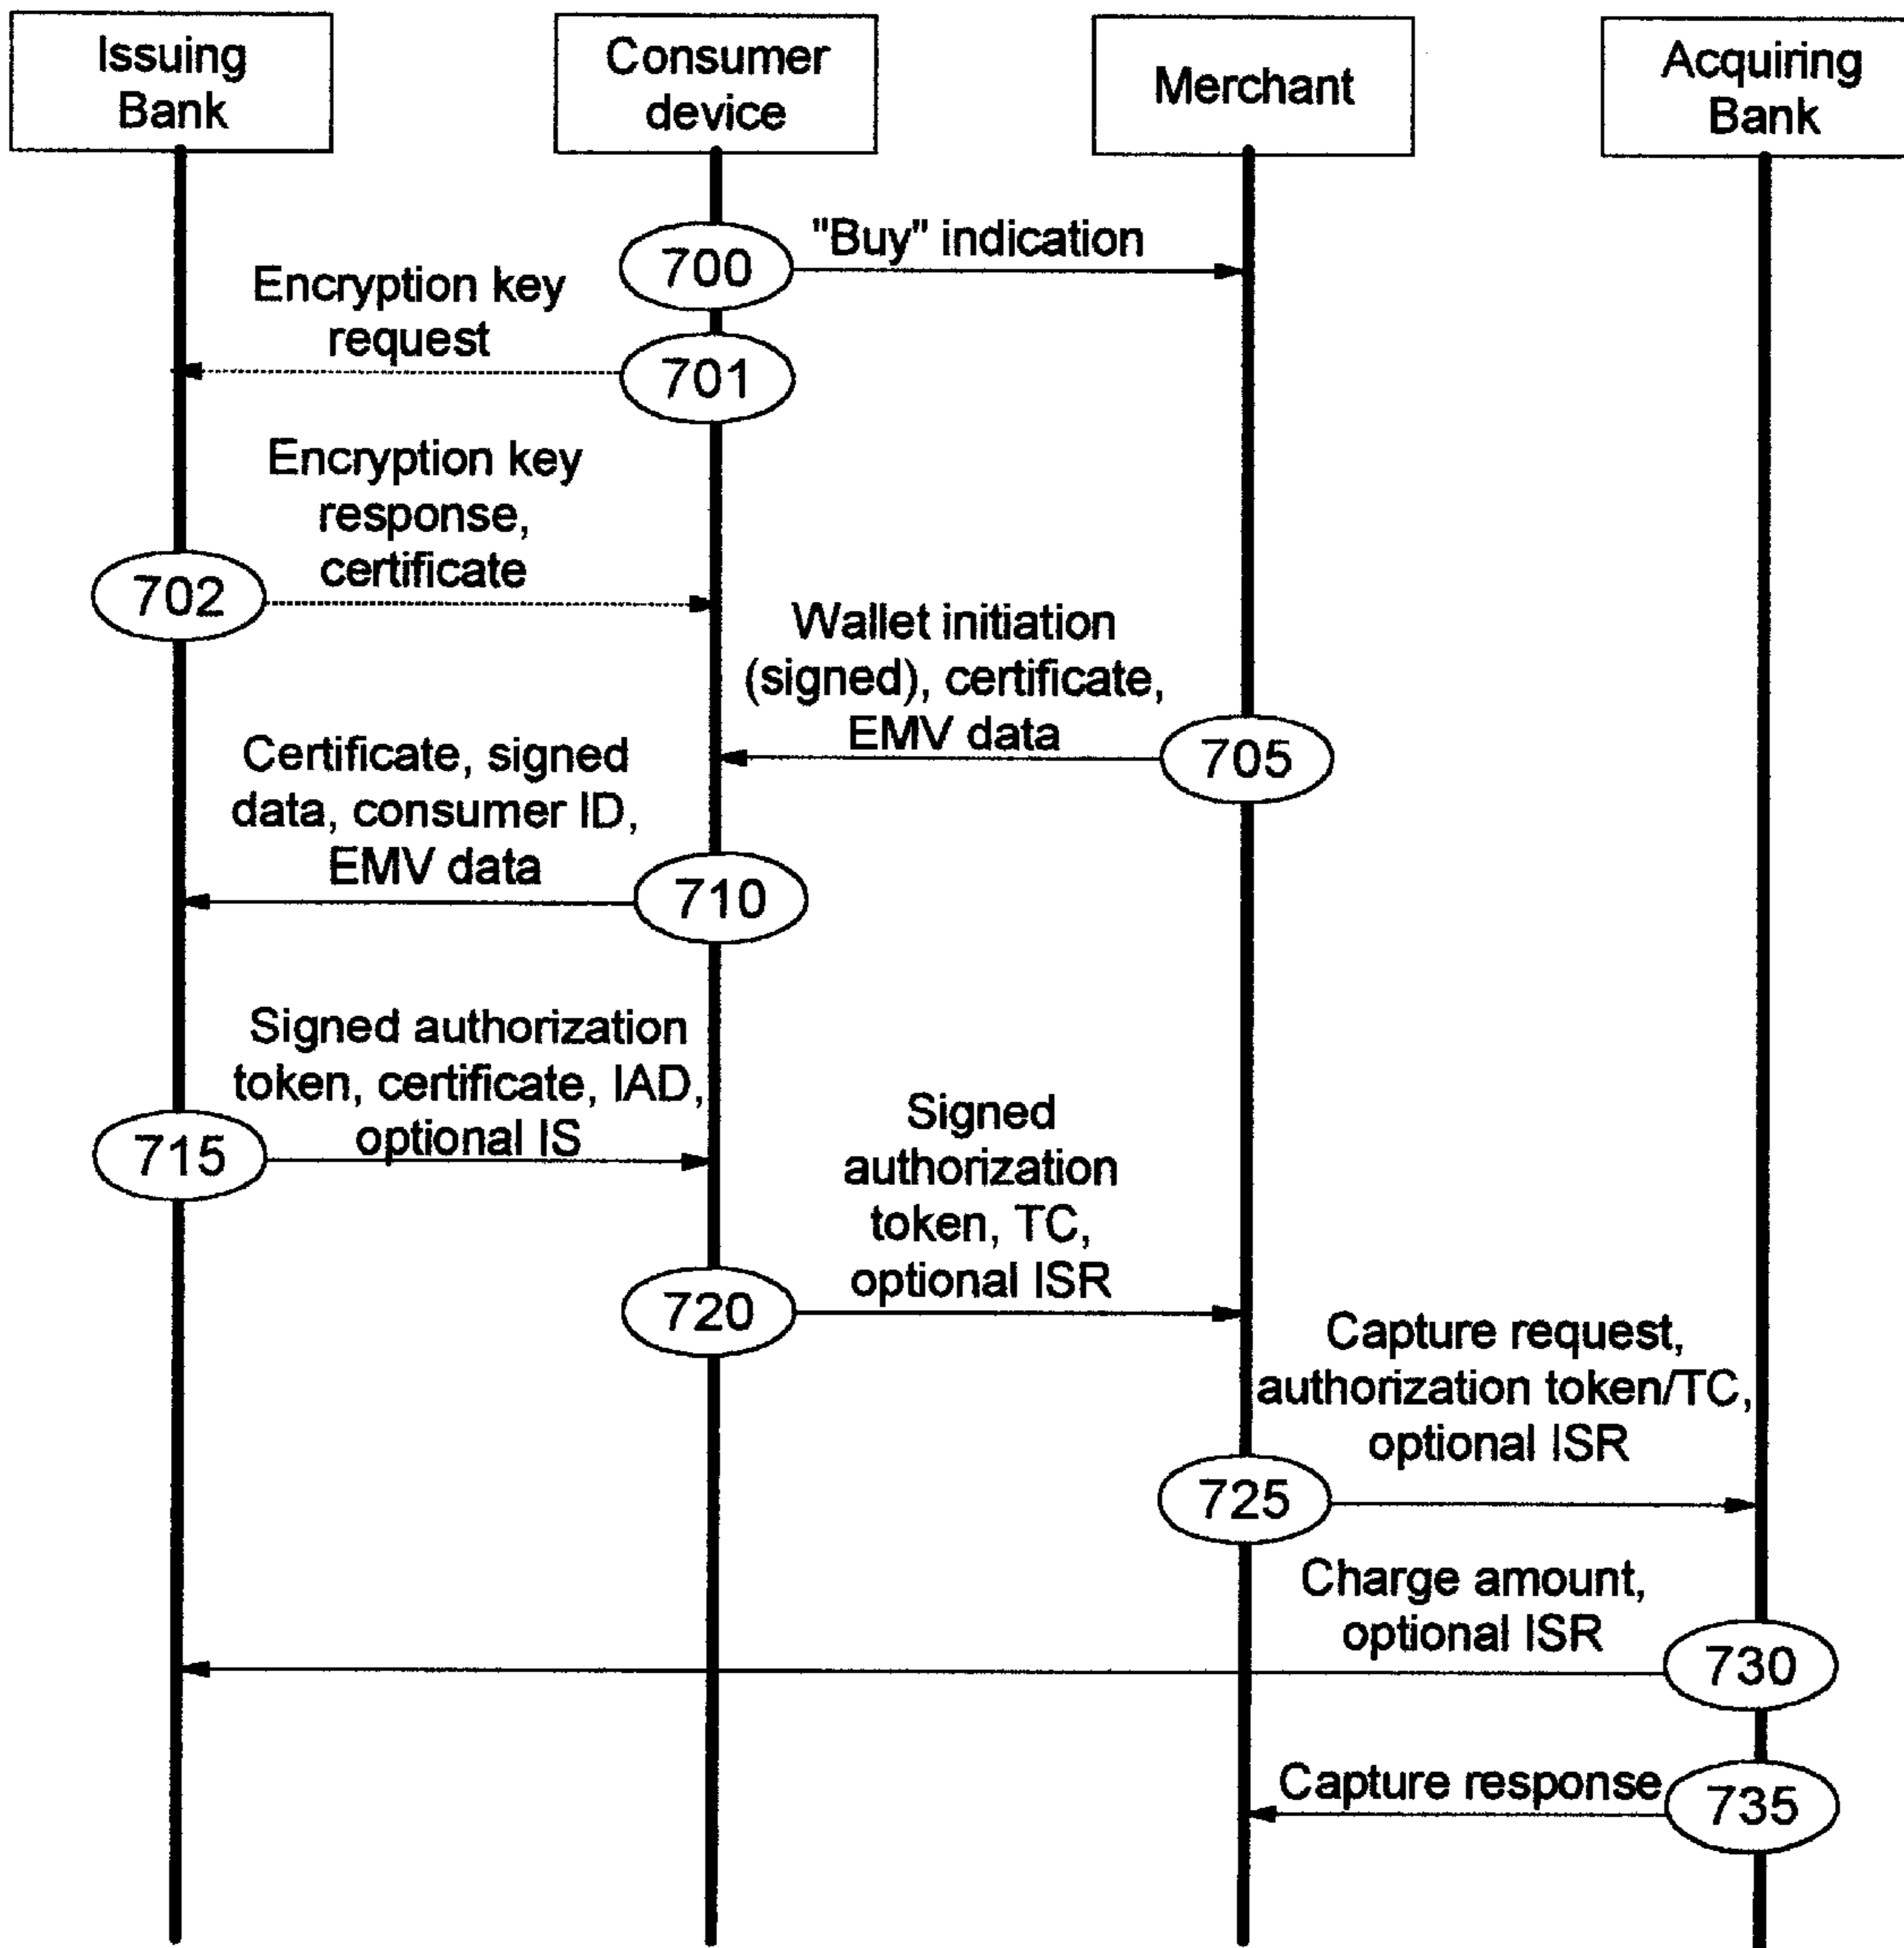 Issuing
Bank
Consumer
device
Merchant
Acquiring
Bank
700
"Buy" indication
Encryption key
request
701
Encryption key
response,
certificate
702
Wallet initiation
(signed), certificate,
EMV data
705
Certificate, signed
data, consumer ID,
EMV data
710
Signed authorization
token, certificate, IAD,
optional IS
715
Signed
authorization
token, TC,
optional ISR
720
Capture request,
authorization token/TC,
optional ISR
725
Charge amount,
optional ISR
730
Capture response
735